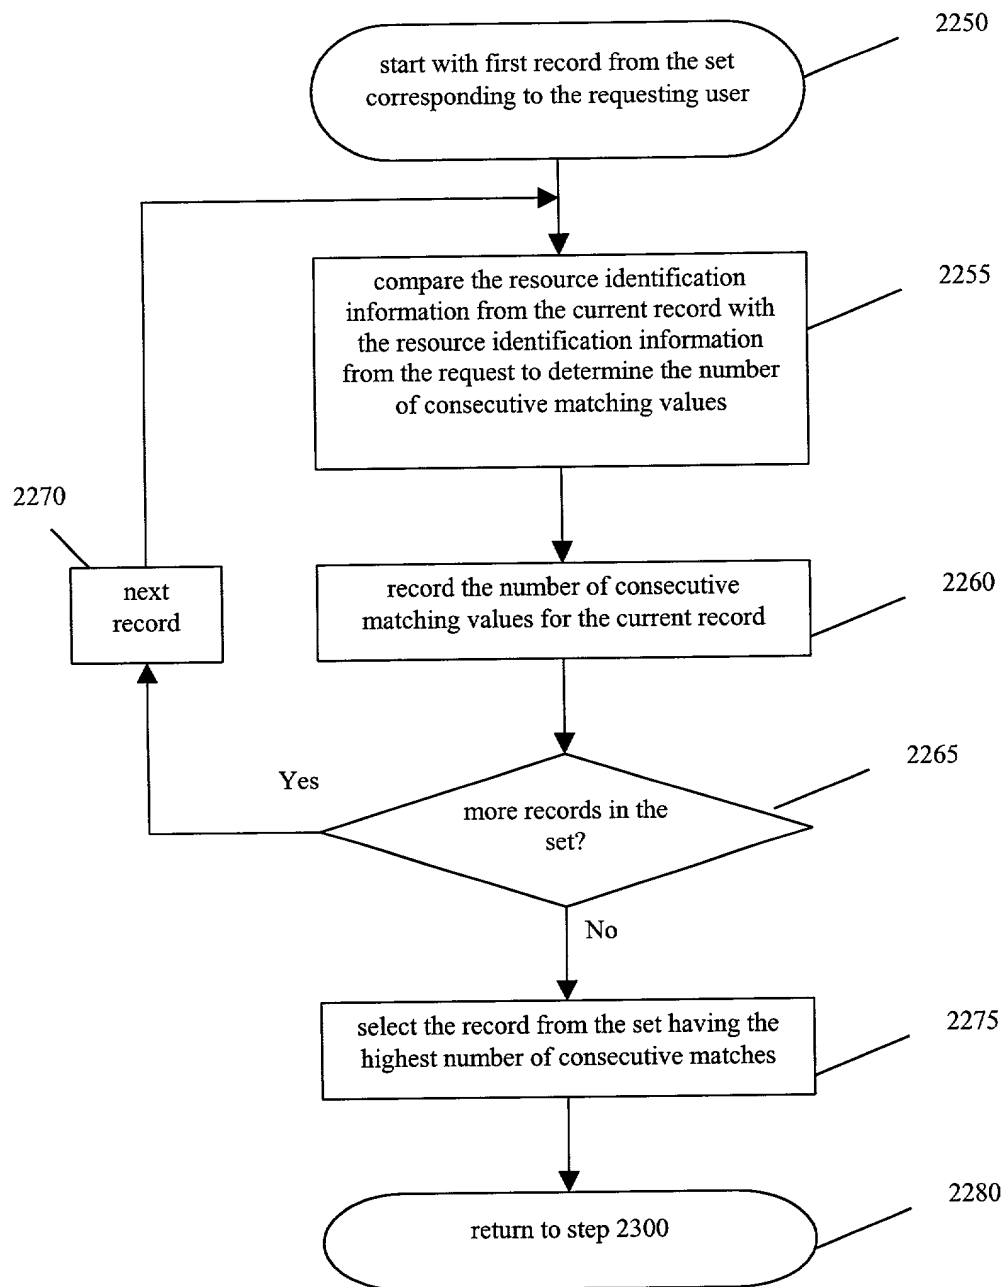 2250
start with first record from the set
corresponding to the requesting user
2255
compare the resource identification
information from the current record with
the resource identification information
from the request to determine the number
of consecutive matching values
2270
next
record
2260
record the number of consecutive
matching values for the current record
2265
Yes
more records in the
set?
No
2275
select the record from the set having the
highest number of consecutive matches
2280
return to step 2300